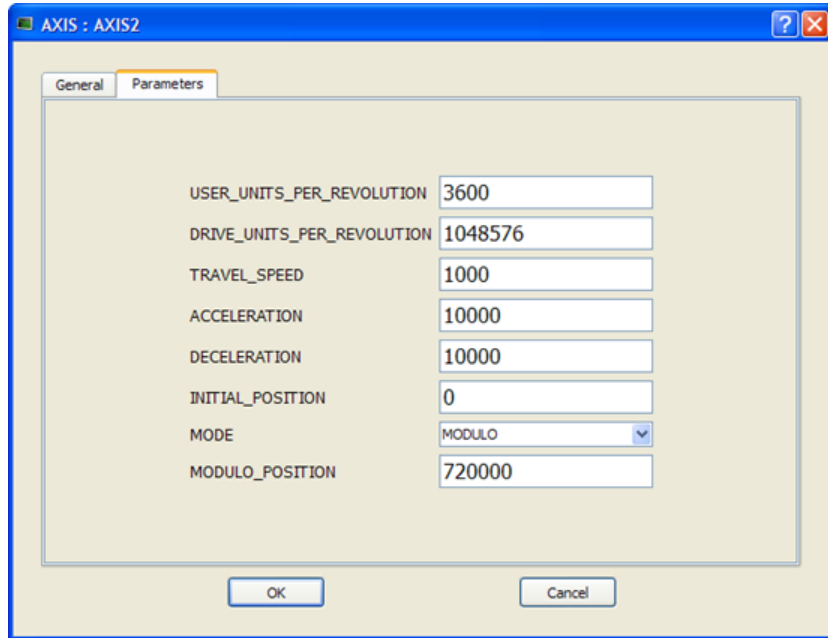 AXIS : AXIS2
General Parameters
USER_UNITS_PER_REVOLUTION 3600
DRIVE_UNITS_PER_REVOLUTION 1048576
TRAVEL_SPEED 1000
ACCELERATION 10000
DECELERATION 10000
INITIAL_POSITION 0
MODE MODULO
MODULO_POSITION 720000
OK Cancel